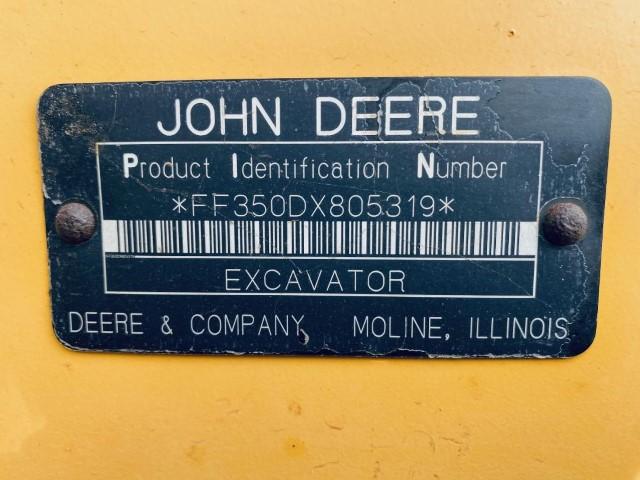 JOHN DEERE
Product Identification Number
*FF350DX805319*
EXCAVATOR
DEERE & COMPANY, MOLINE, ILLINOIS